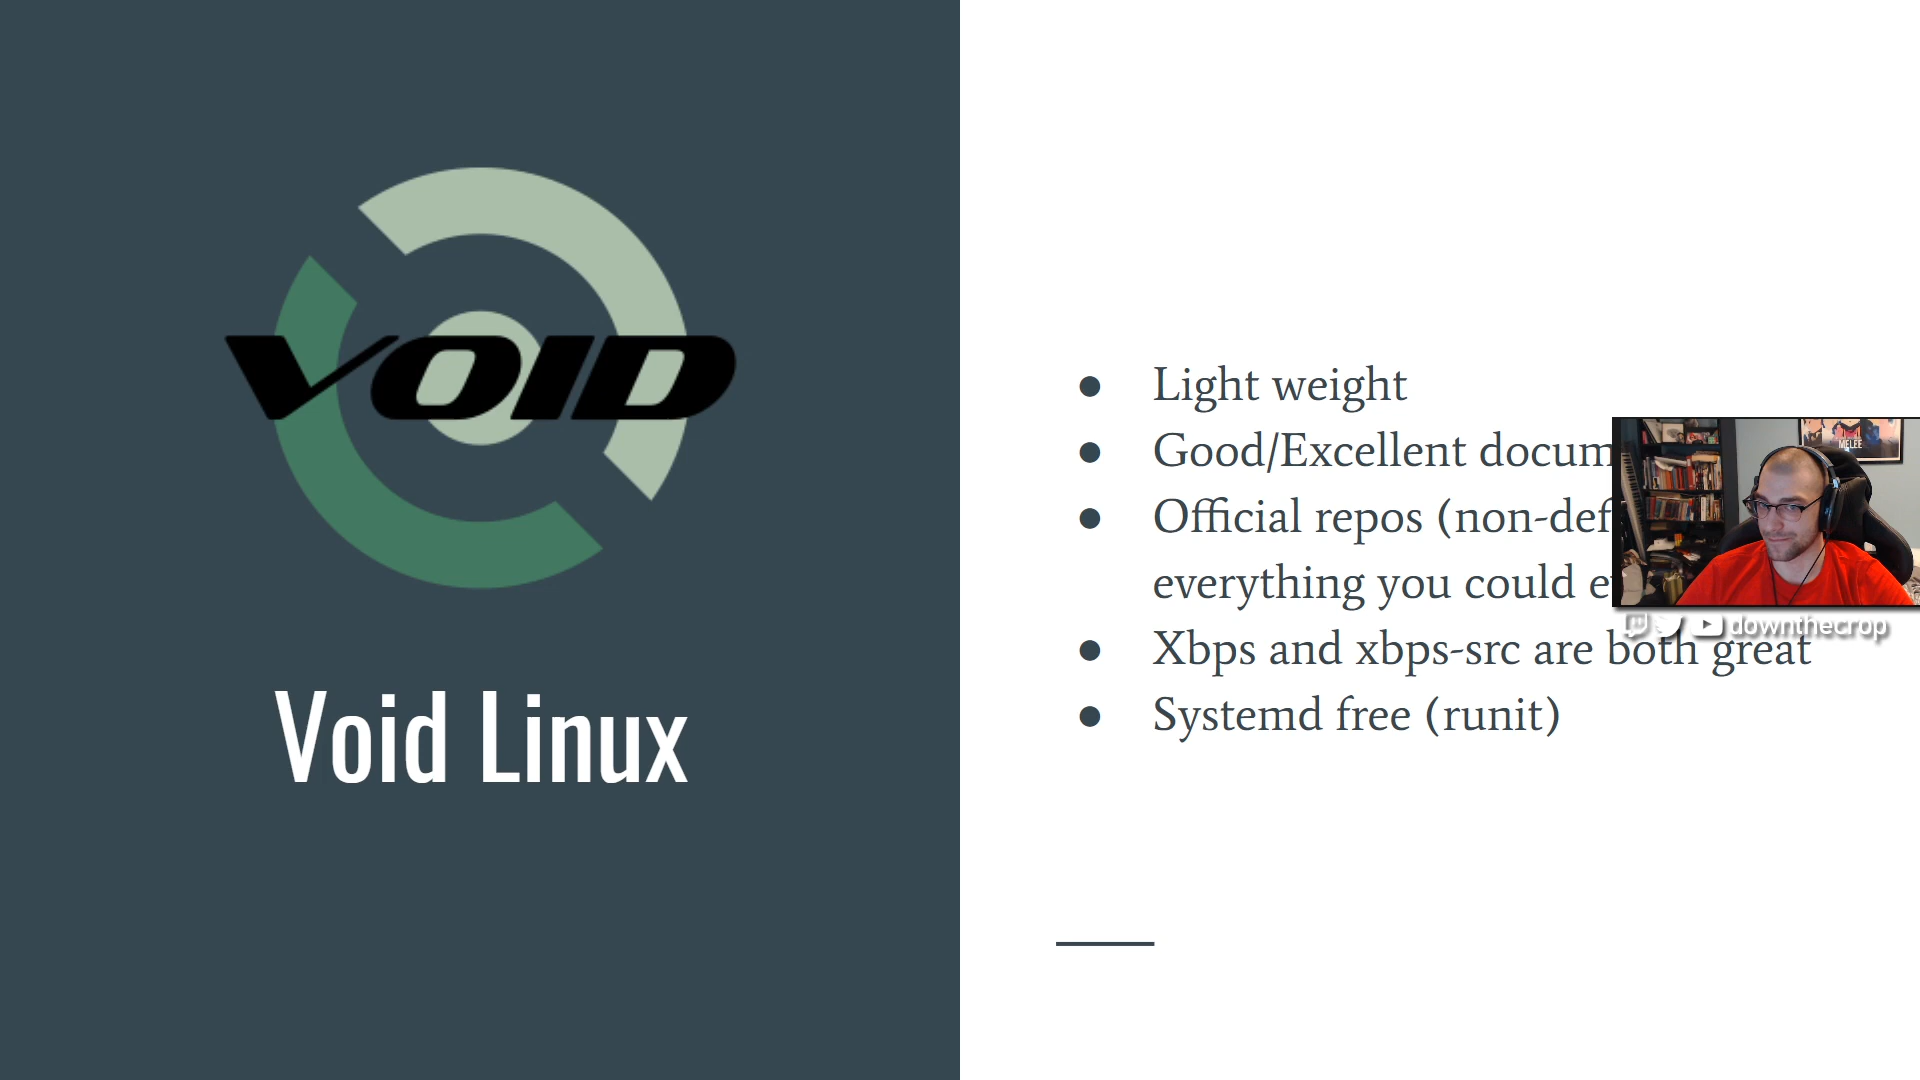 VOID
Void Linux
Light weight
Good/Excellent docum
Official repos (non-def
everything you could e
Xbps and xbps-src are both great
Systemd free (runit)
MELEE
downthecrop